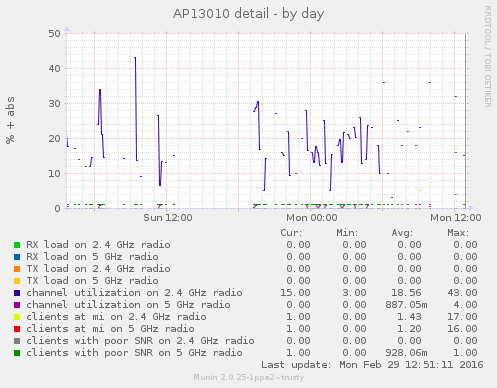 AP13010 detail - by day
RRDTOOL / TOBI OETIKER
% + abs
50
40
30
20
10
0
Sun 12:00 Mon 00:00 Mon 12:00
Cur: Min: Avg: Max:
RX load on 2.4 GHz radio 0.00 0.00 0.00 0.00
RX load on 5 GHz radio 0.00 0.00 0.00 0.00
TX load on 2.4 GHz radio 0.00 0.00 0.00 0.00
TX load on 5 GHz radio 0.00 0.00 0.00 0.00
channel utilization on 2.4 GHz radio 15.00 3.00 18.56 43.00
channel utilization on 5 GHz radio 0.00 0.00 887.05m 4.00
clients at mi on 2.4 GHz radio 1.00 0.00 1.43 17.00
clients at mi on 5 GHz radio 1.00 0.00 1.20 16.00
clients with poor SNR on 2.4 GHz radio 0.00 0.00 0.00 0.00
clients with poor SNR on 5 GHz radio 1.00 0.00 928.06m 1.00
Last update: Mon Feb 29 12:51:11 2016
Munin 2.0.25-1ppa2~trusty